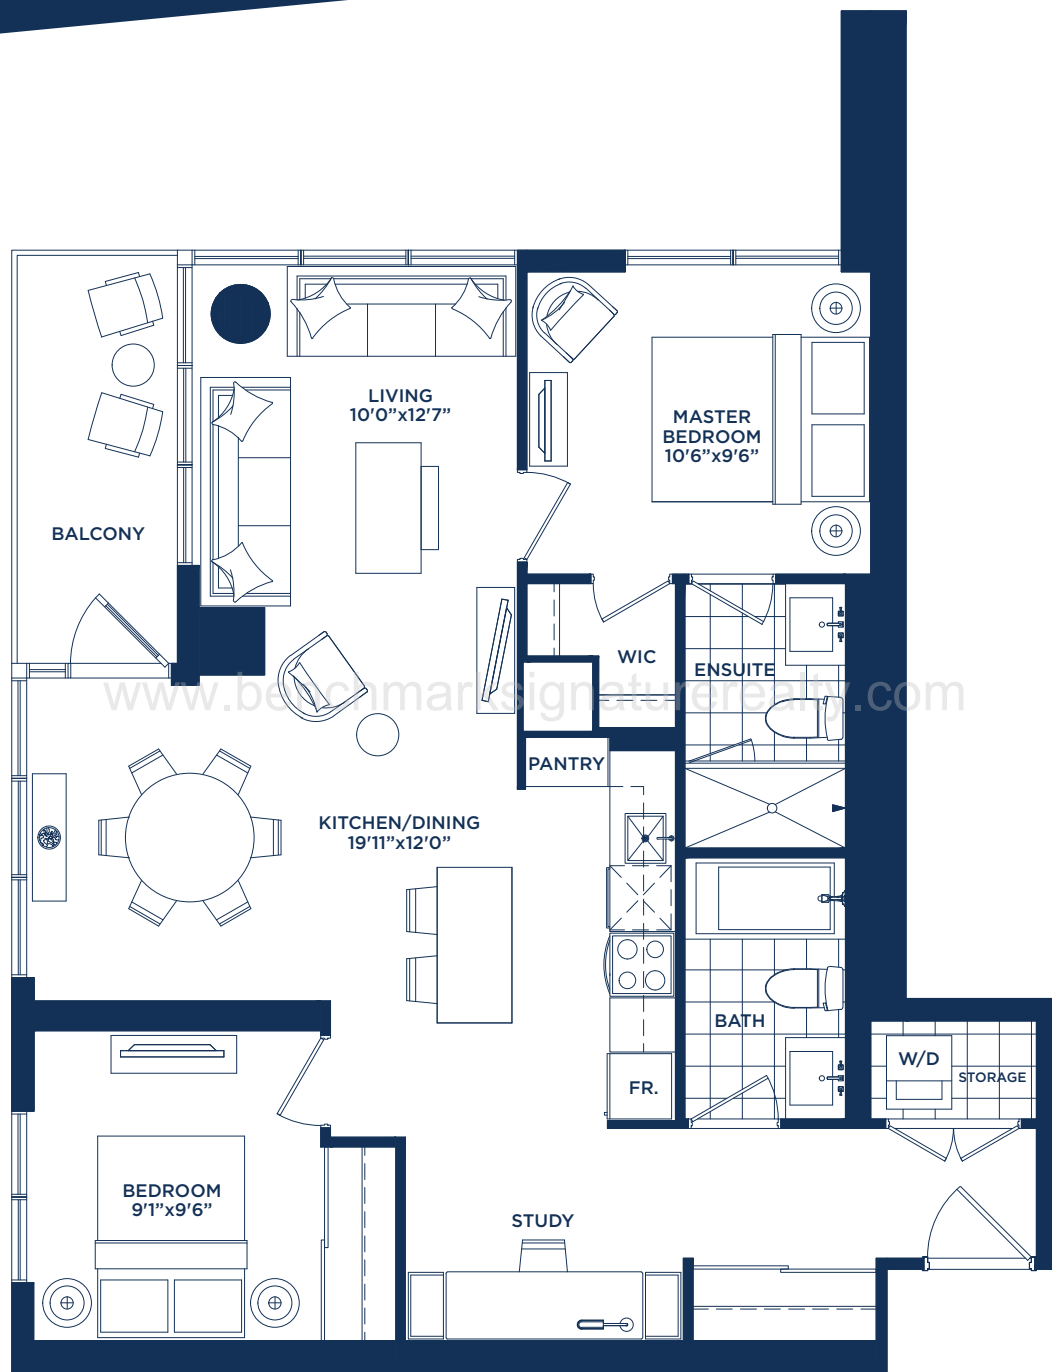 LIVING
10'0”x12'7”
MASTER
BEDROOM
10'6”x9'6”
BALCONY
WIC
ENSUITE
www.benchmarksignaturerealty.com
PANTRY
KITCHEN/DINING
19'11”x12'0”
BATH
W/D
STORAGE
FR.
BEDROOM
9'1”x9'6”
STUDY